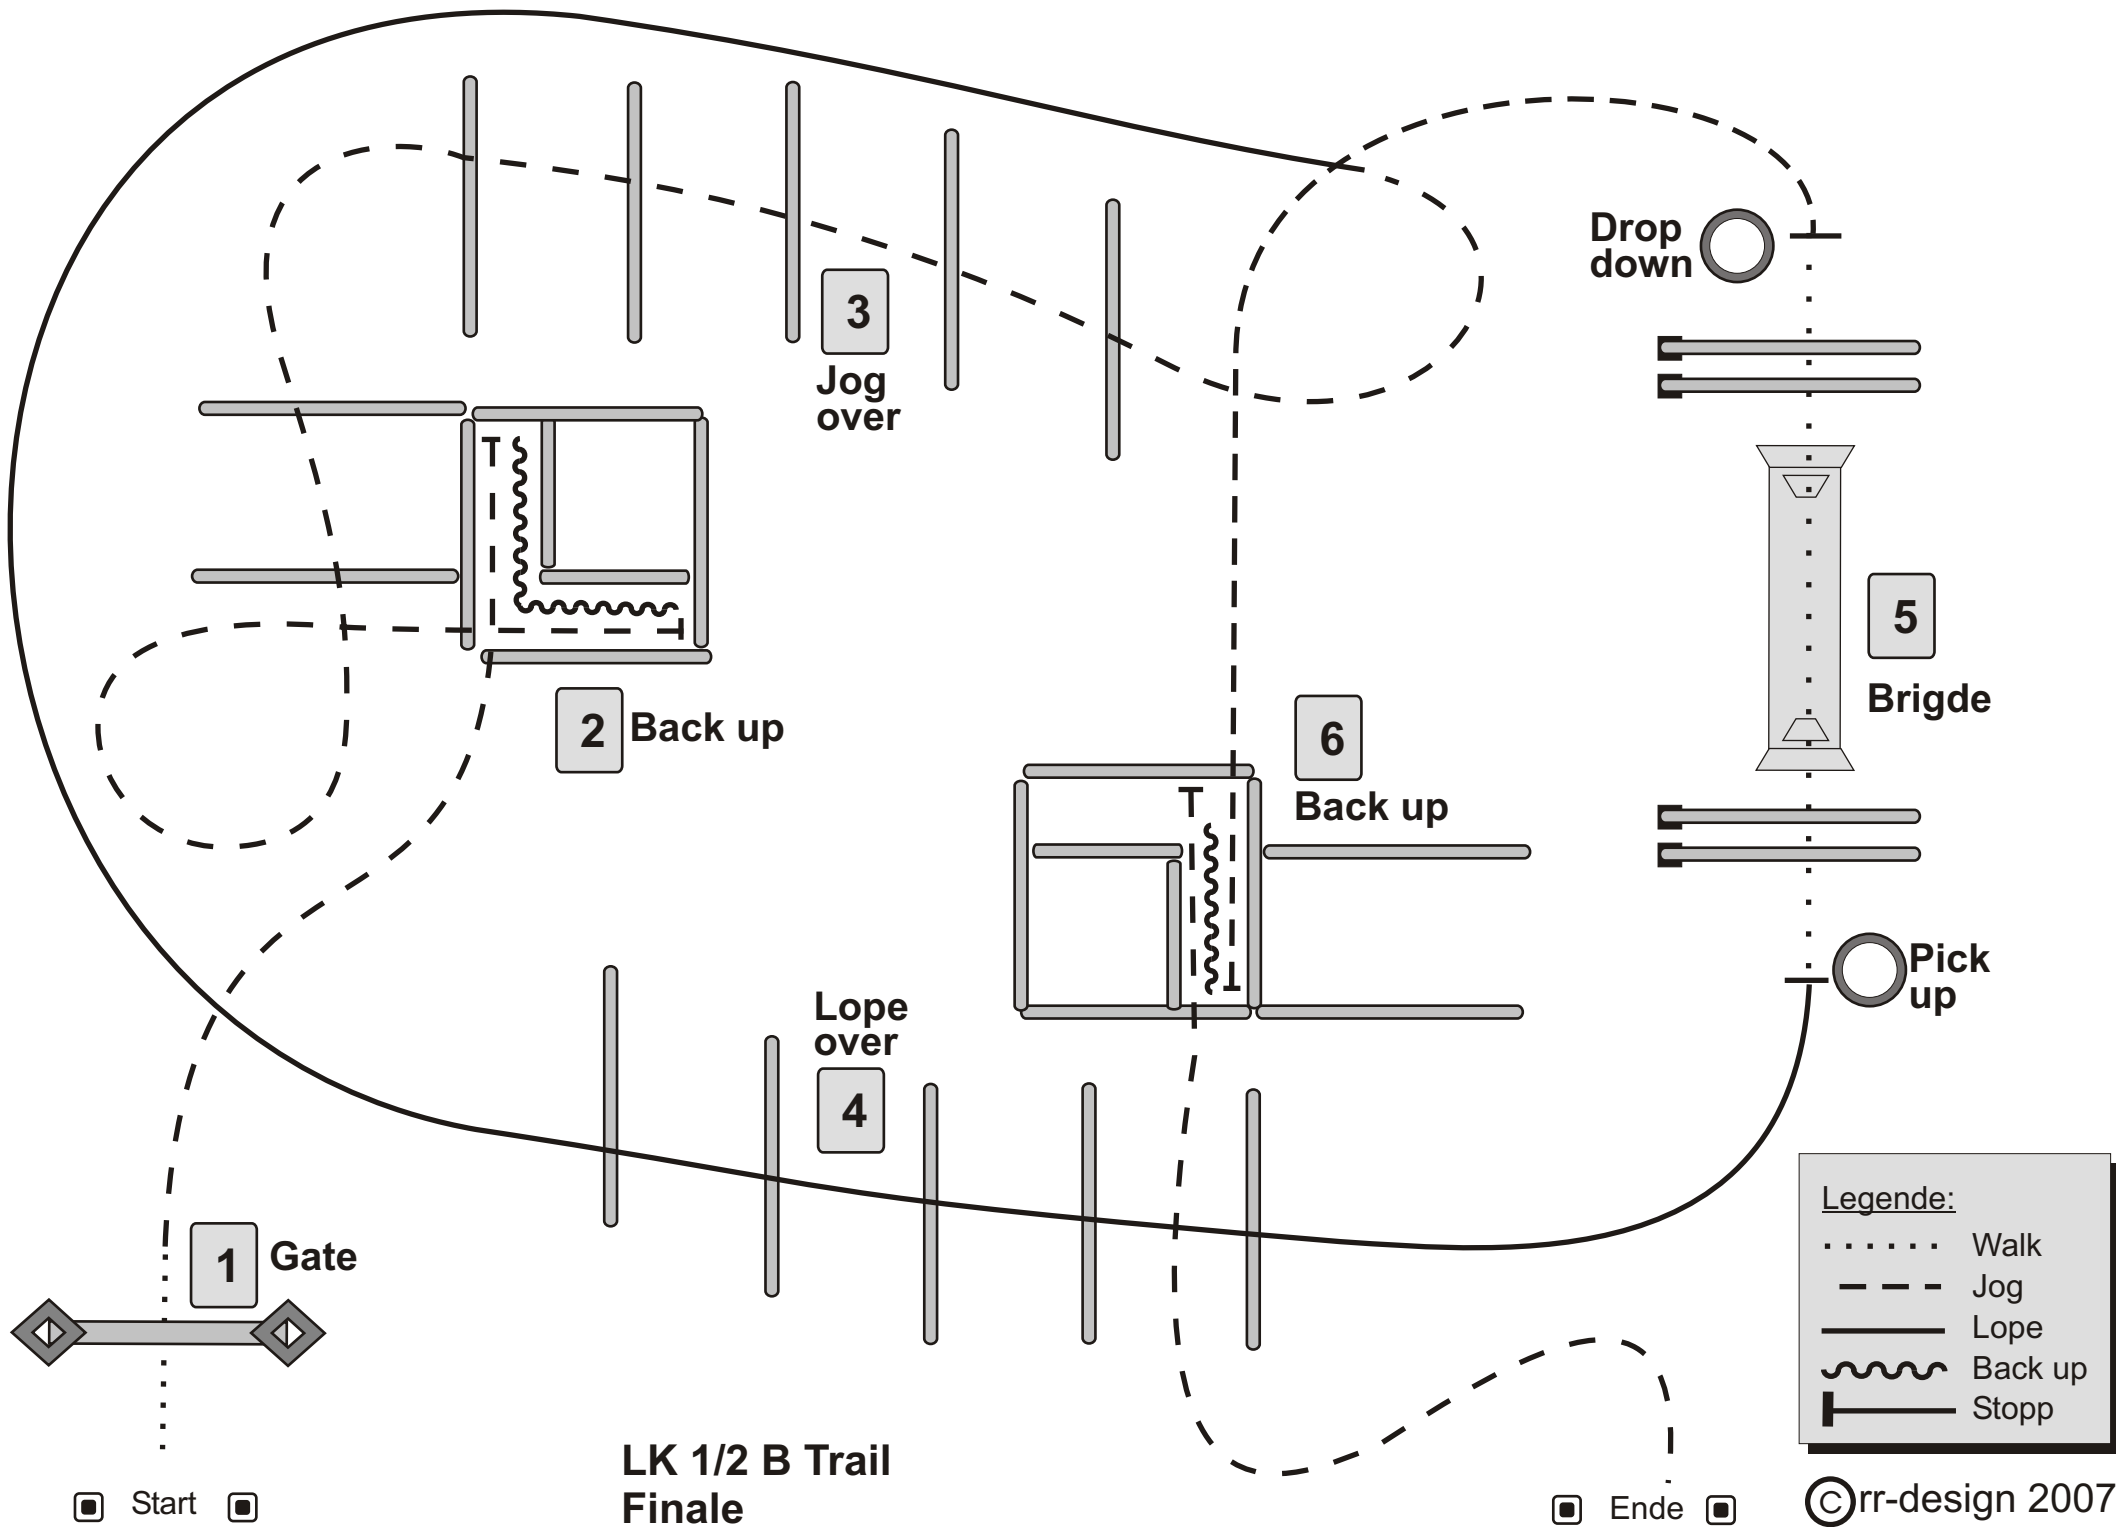 Drop
down
3
Jog
over
5
Brigde
2 Back up
6
Back up
Pick
up
Lope
over
4
1 Gate
Legende:
Walk
Jog
Lope
Back up
Stopp
LK 1/2 B Trail
Finale
Start
Ende
©rr-design 2007